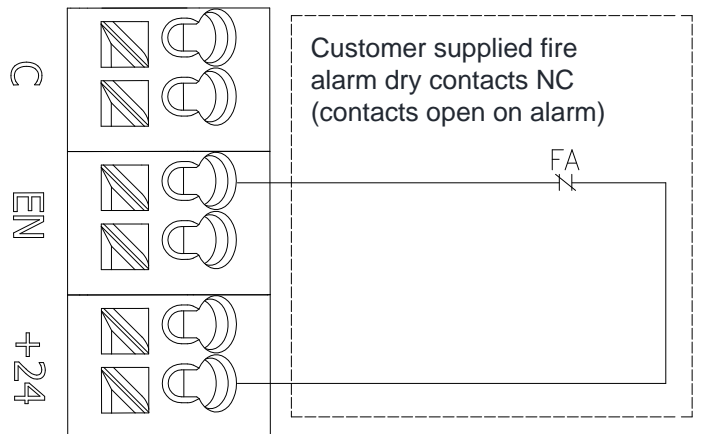 Customer supplied fire
alarm dry contacts NC
(contacts open on alarm)
C
FA
EN
+24